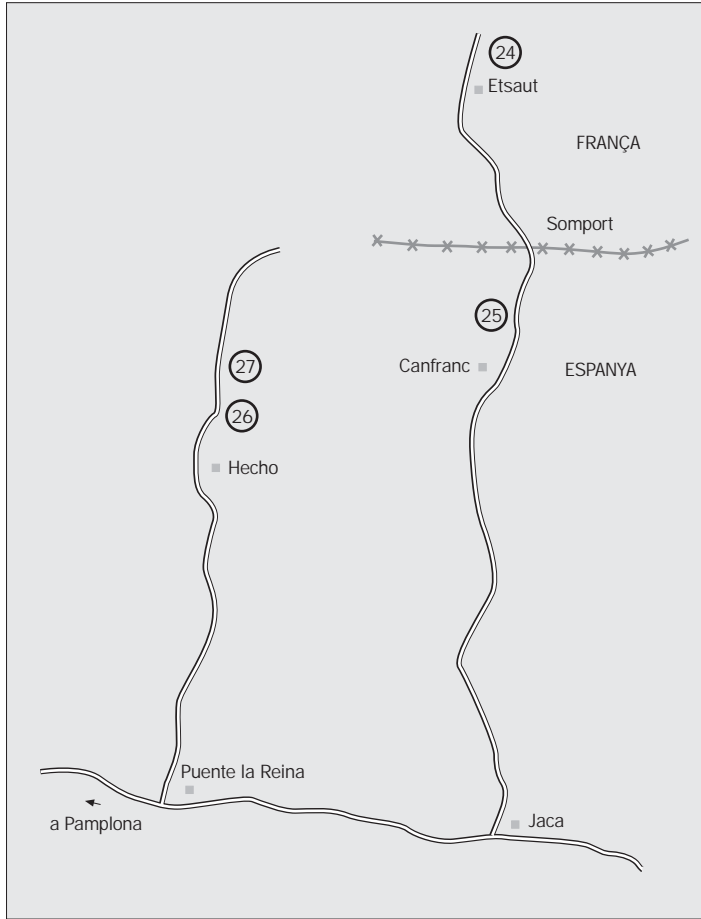 24
Etsaut
FRANÇA
Somport
25
Canfranc
ESPANYA
27
26
Hecho
Puente la Reina
a Pamplona
Jaca